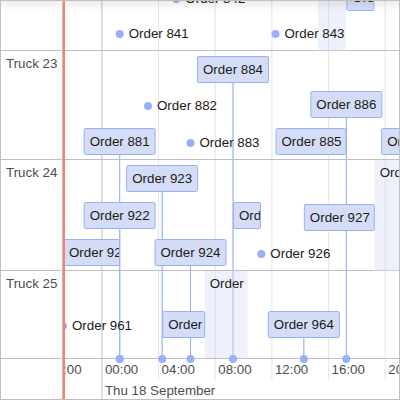 Order 841
Order 843
Truck 23
Order 884
Order 882
Order 886
Order 881
Order 883
Order 885
Truck 24
Order 923
Order 922
Ord
Order 927
Order 92
Order 924
Order 926
Truck 25
Order
Order 961
Order
Order 964
:00 00:00 04:00 08:00 12:00 16:00 20
Thu 18 September